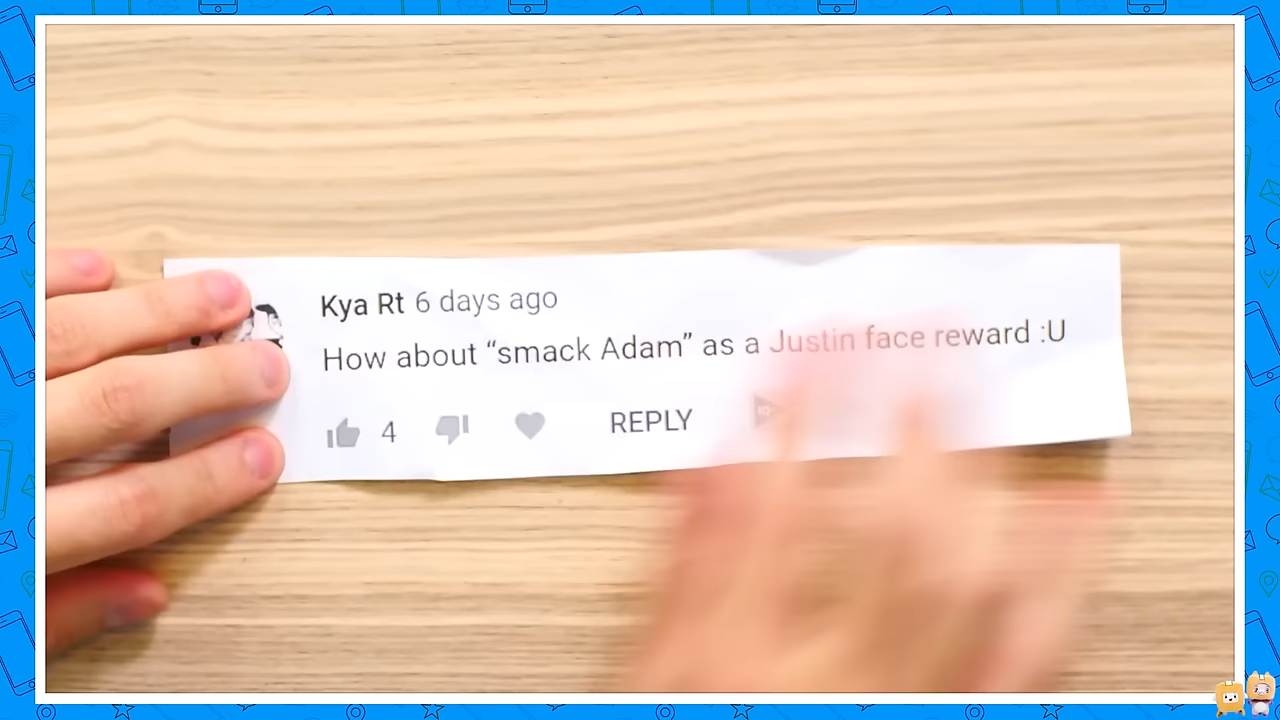 Kya Rt 6 days ago
How about “smack Adam” as a Justin face reward :U
4
REPLY